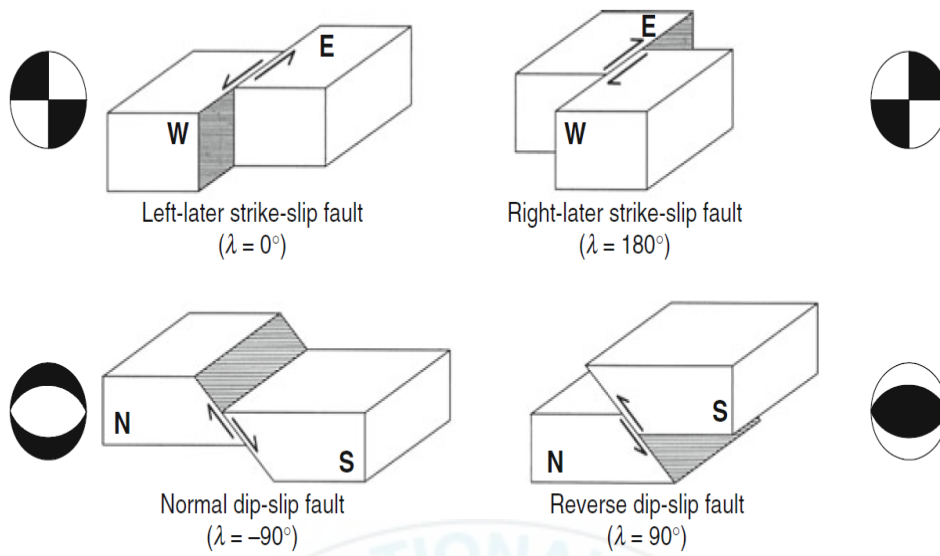 E
W
Left-later strike-slip fault
(λ = 0°)
E
W
Right-later strike-slip fault
(λ = 180°)
N
S
Normal dip-slip fault
(λ = –90°)
S
N
Reverse dip-slip fault
(λ = 90°)